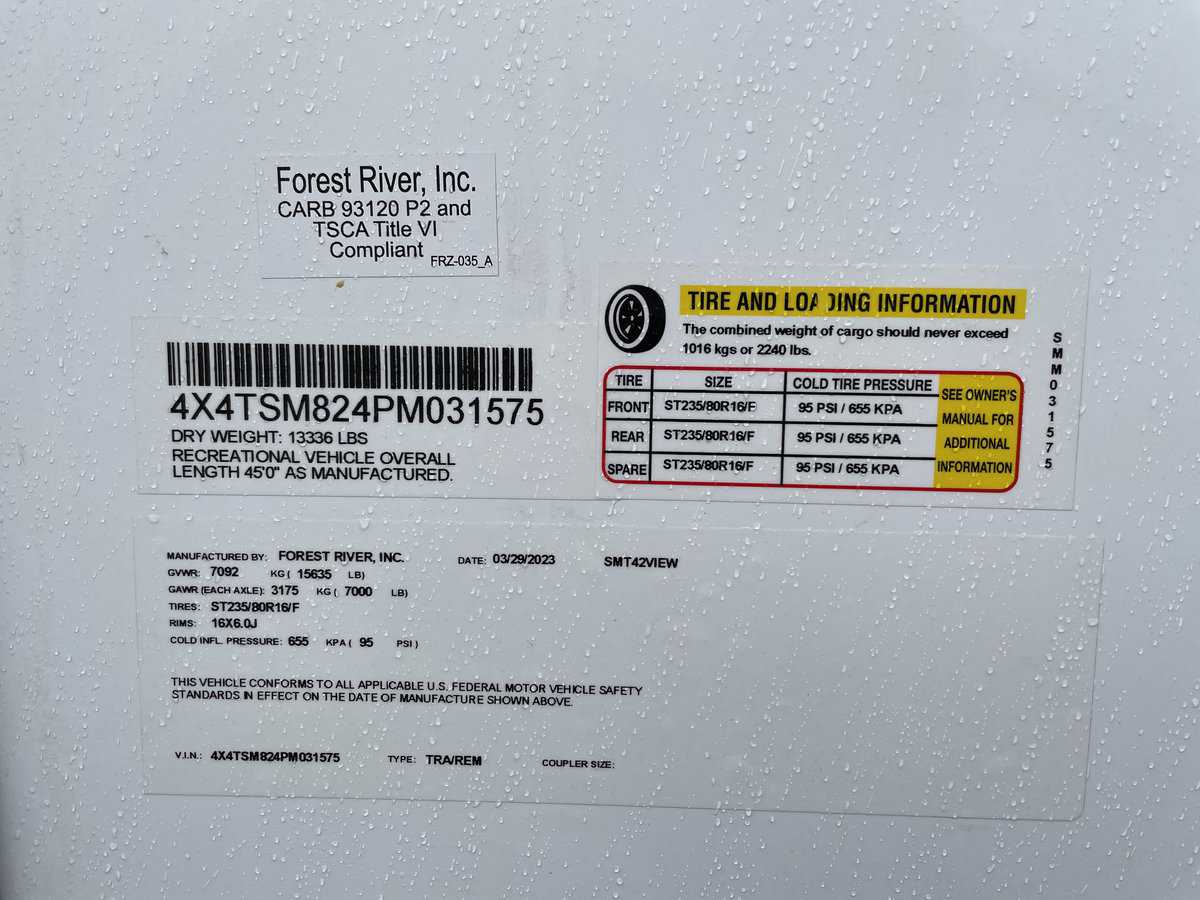 Forest River, Inc.
CARB 93120 P2 and
TSCA Title VI
Compliant
FRZ-035_A
TIRE AND LOADING INFORMATION
The combined weight of cargo should never exceed
1016 kgs or 2240 lbs.
TIRE SIZE COLD TIRE PRESSURE
FRONT ST235/80R16/F 95 PSI / 655 KPA
REAR ST235/80R16/F 95 PSI / 655 KPA
SPARE ST235/80R16/F 95 PSI / 655 KPA
SEE OWNER'S
MANUAL FOR
ADDITIONAL
INFORMATION
SMM031575
4X4TSM824PM031575
DRY WEIGHT: 13336 LBS
RECREATIONAL VEHICLE OVERALL
LENGTH 45'0" AS MANUFACTURED.
MANUFACTURED BY: FOREST RIVER, INC. DATE: 03/29/2023 SMT42VIEW
GVWR: 7092 KG ( 15635 LB)
GAWR (EACH AXLE): 3175 KG ( 7000 LB)
TIRES: ST235/80R16/F
RIMS: 16X6.0J
COLD INFL. PRESSURE: 655 KPA ( 95 PSI )
THIS VEHICLE CONFORMS TO ALL APPLICABLE U.S. FEDERAL MOTOR VEHICLE SAFETY
STANDARDS IN EFFECT ON THE DATE OF MANUFACTURE SHOWN ABOVE.
V.I.N.: 4X4TSM824PM031575 TYPE: TRA/REM COUPLER SIZE: